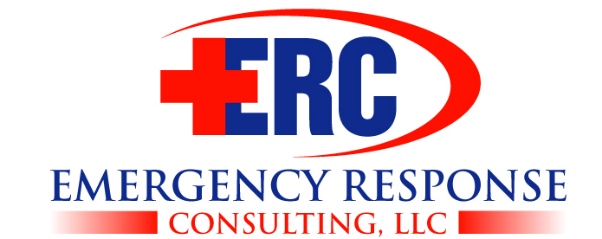 ERC
EMERGENCY RESPONSE
CONSULTING, LLC